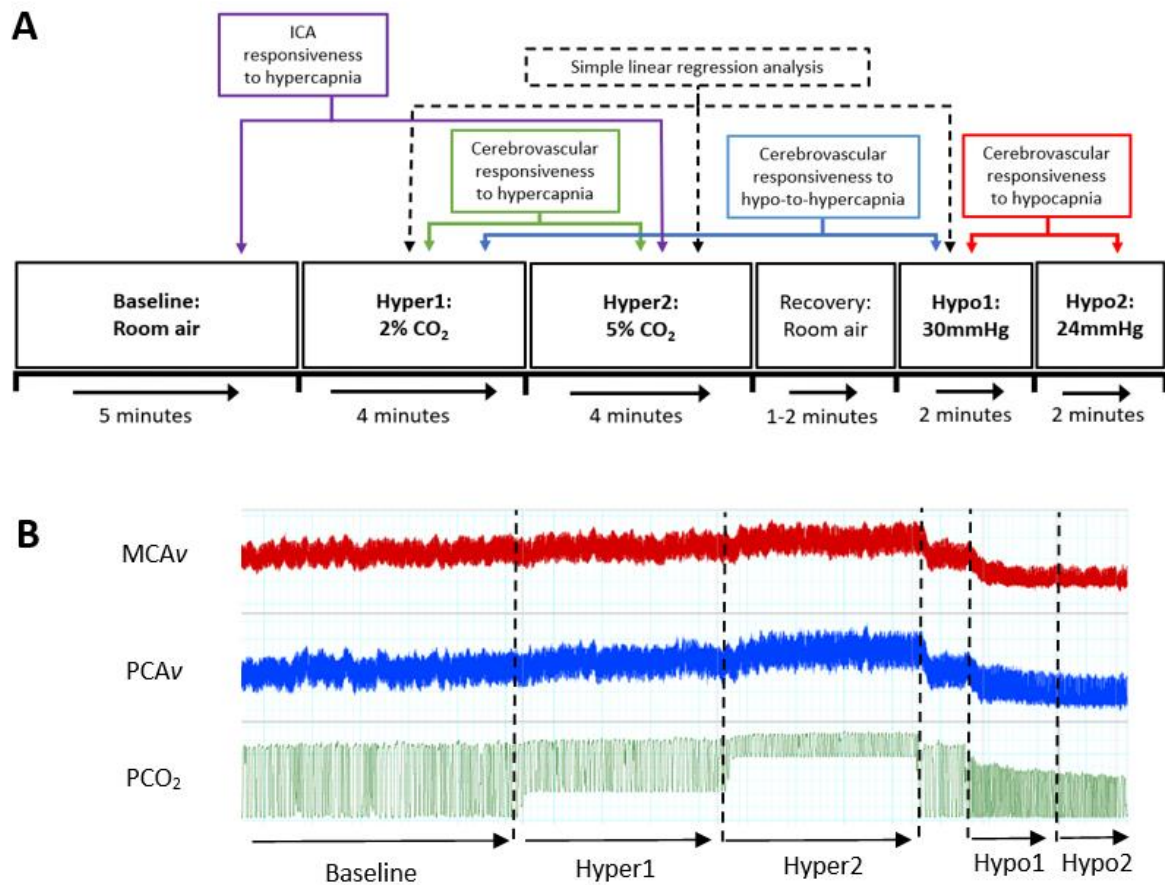 A
ICA
responsiveness
to hypercapnia
Simple linear regression analysis
Cerebrovascular
responsiveness
to hypercapnia
Cerebrovascular
responsiveness to
hypo-to-hypercapnia
Cerebrovascular
responsiveness
to hypocapnia
Baseline:
Room air
Hyper1:
2% CO₂
Hyper2:
5% CO₂
Recovery:
Room air
Hypo1:
30mmHg
Hypo2:
24mmHg
5 minutes
4 minutes
4 minutes
1-2 minutes
2 minutes
2 minutes
B
MCAv
PCAv
PCO₂
Baseline
Hyper1
Hyper2
Hypo1
Hypo2